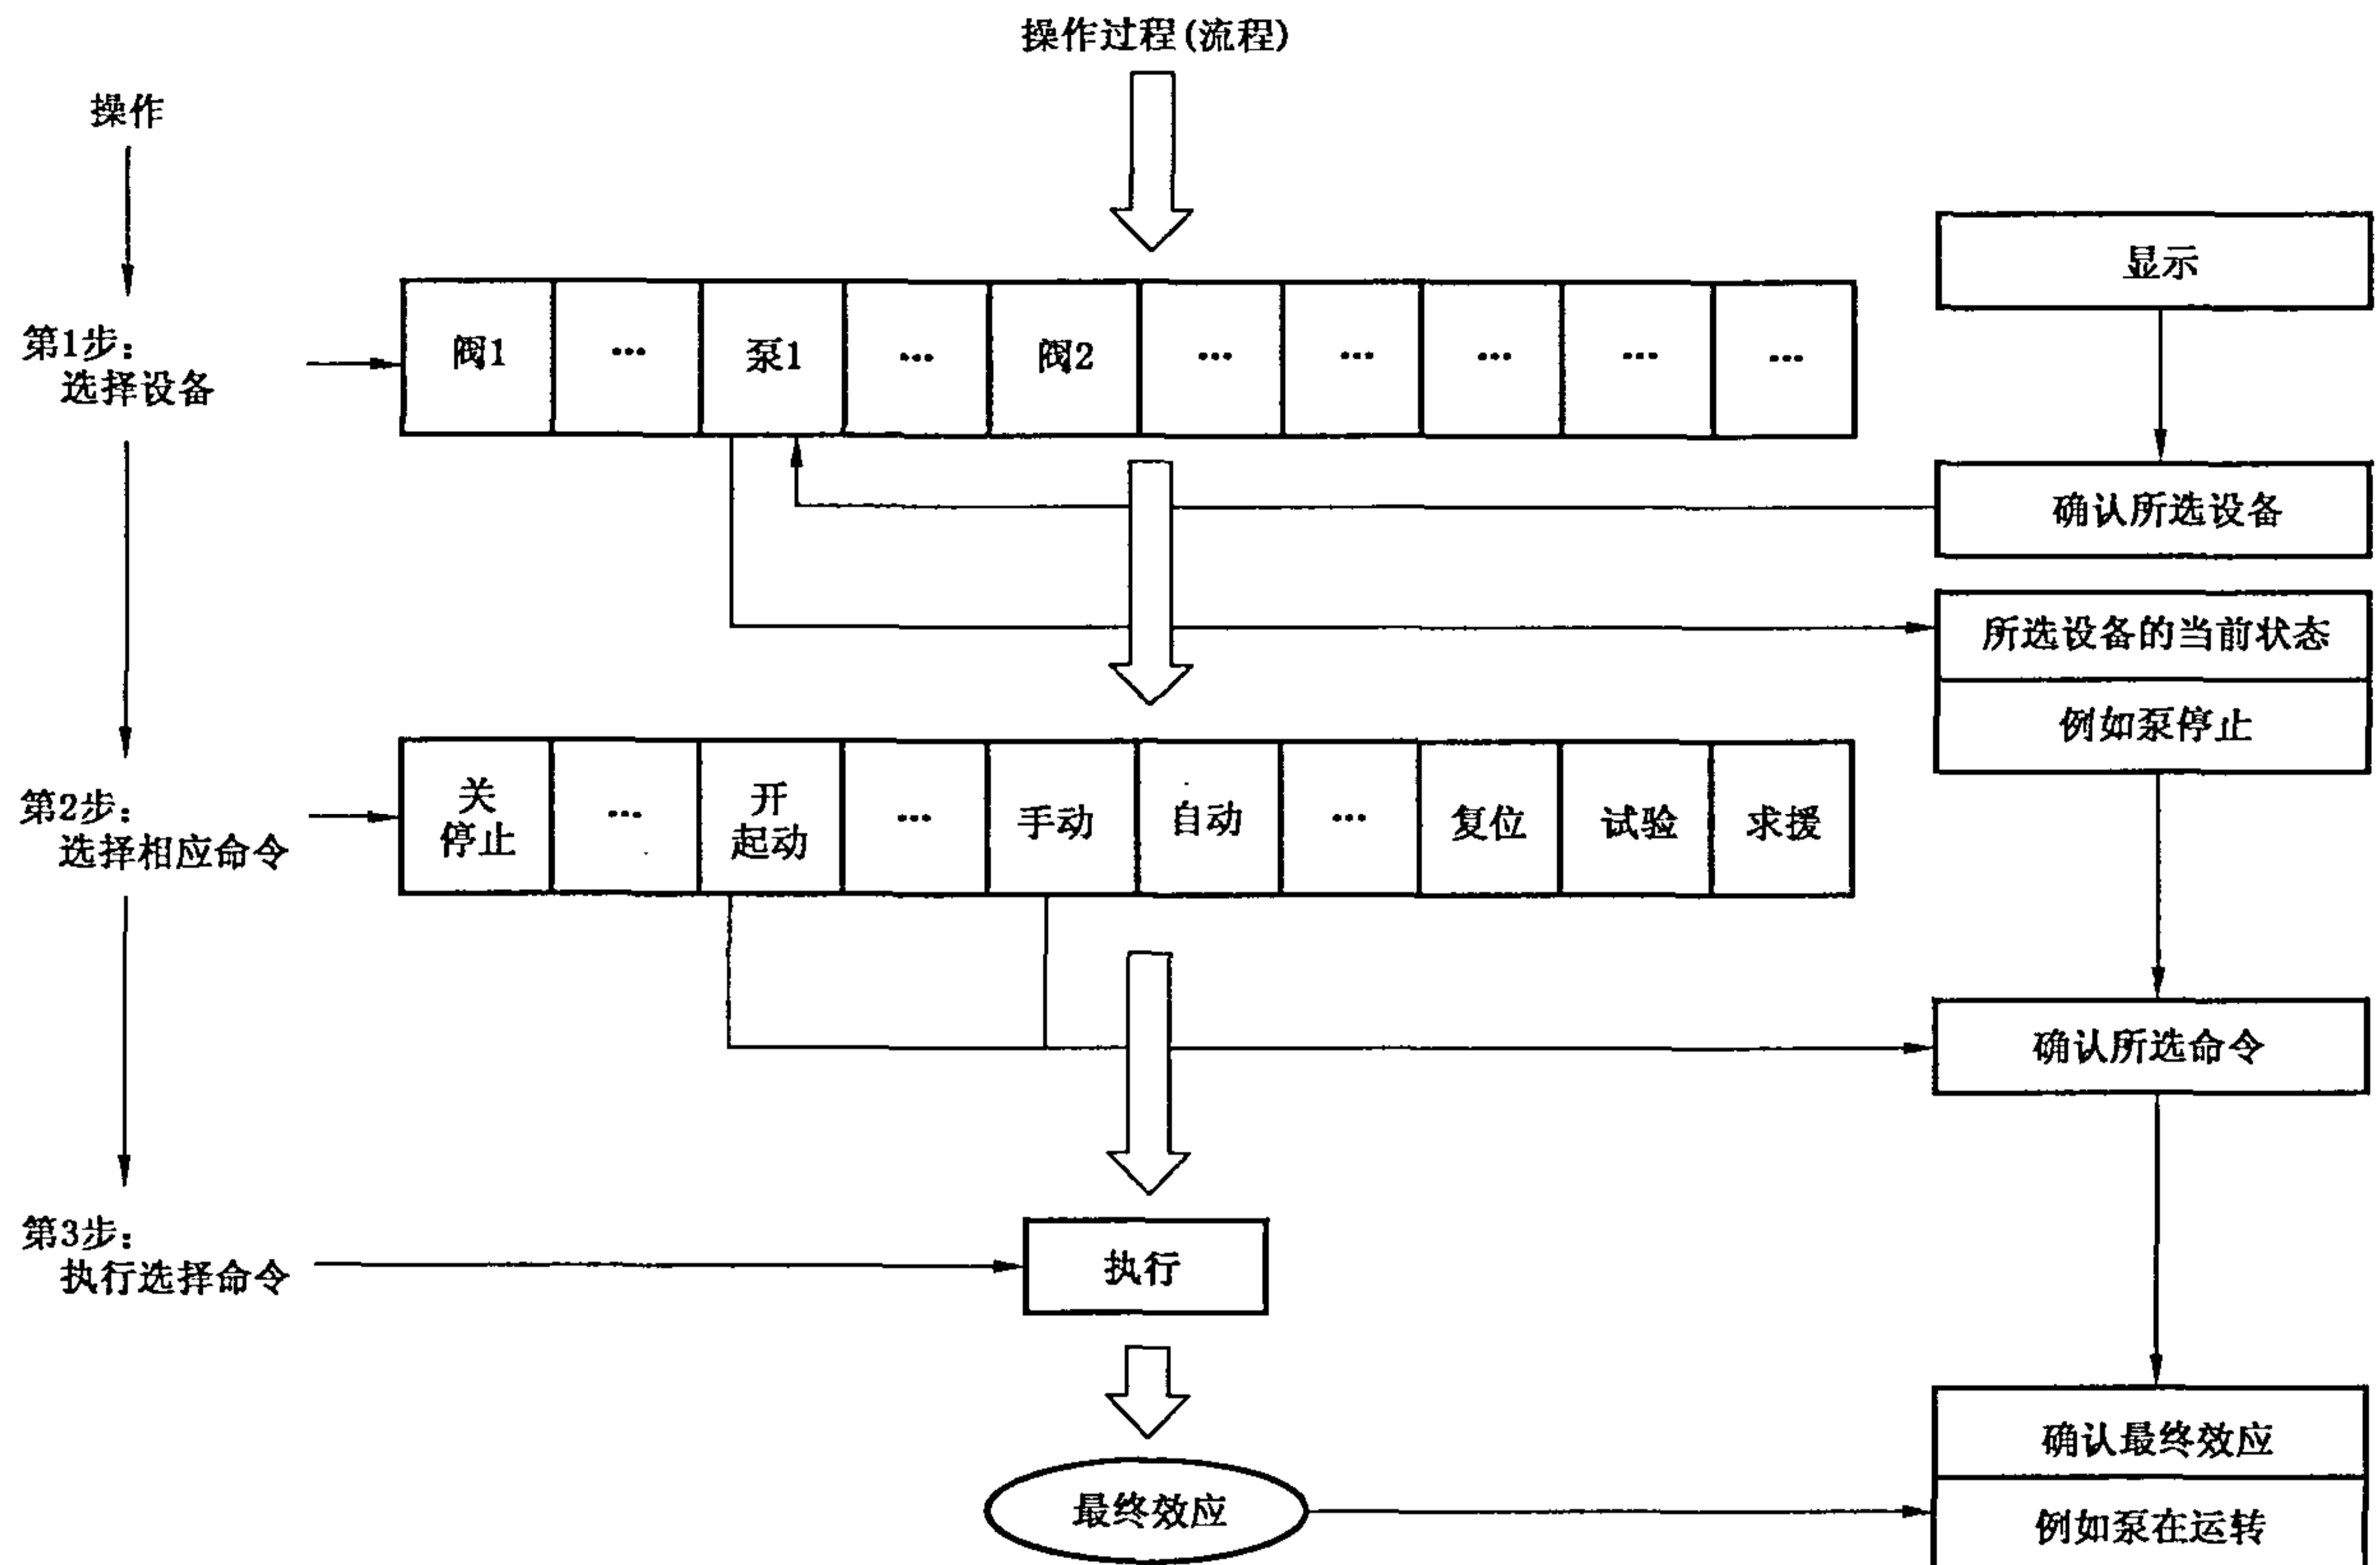 操作过程(流程)
操作
显示
第1步：
选择设备
阀1 … 泵1 … 阀2 … … … … …
确认所选设备
所选设备的当前状态
例如泵停止
第2步：
选择相应命令
关
停止
…
开
起动
…
手动
自动
…
复位
试验
求援
确认所选命令
第3步：
执行选择命令
执行
确认最终效应
最终效应
例如泵在运转